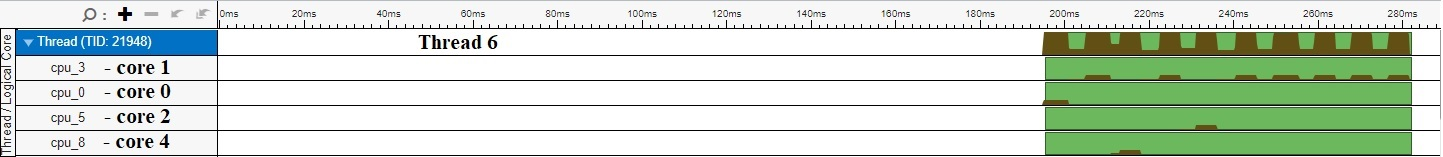 : 0ms 20ms 40ms 60ms 80ms 100ms 120ms 140ms 160ms 180ms 200ms 220ms 240ms 260ms 280ms
Thread / Logical Core
Thread (TID: 21948) Thread 6
cpu_3 - core 1
cpu_0 - core 0
cpu_5 - core 2
cpu_8 - core 4